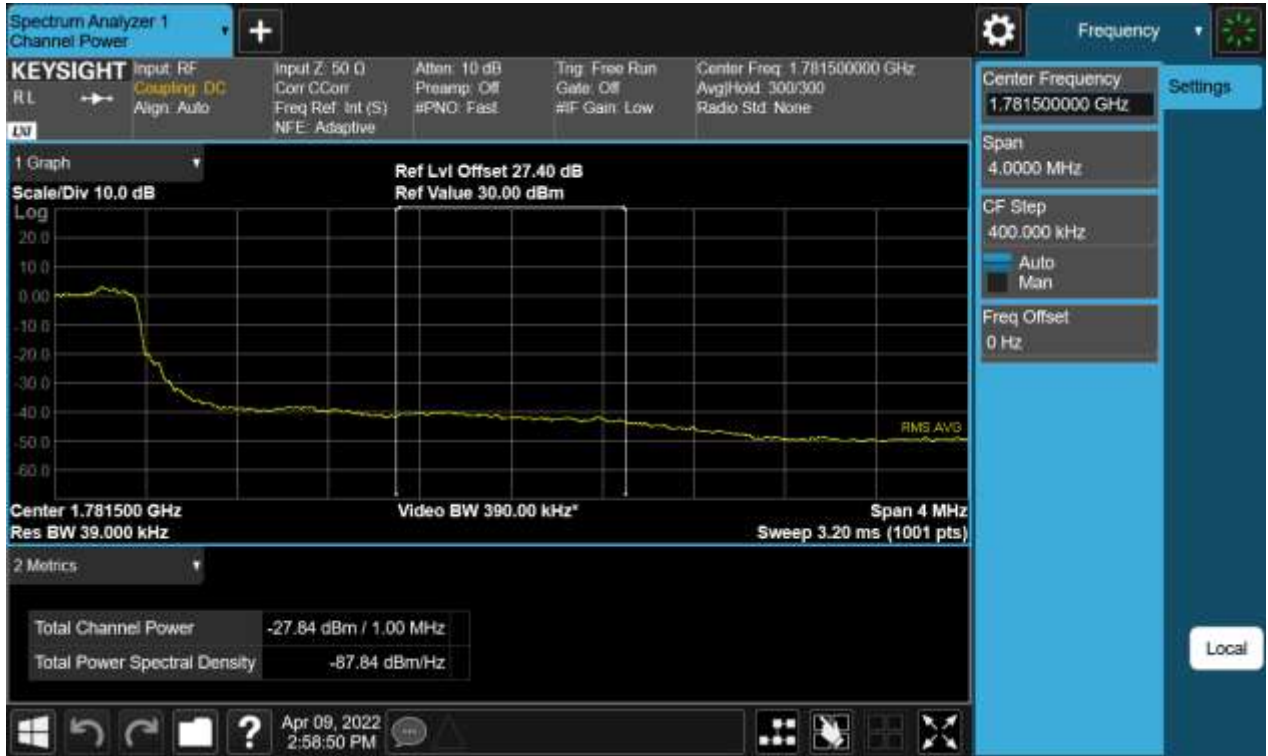 Spectrum Analyzer 1
Channel Power
+
Frequency
KEYSIGHT
RL
LXI
Input: RF
Coupling: DC
Align: Auto
Input Z: 50 Ω
Corr CCorr
Freq Ref: Int (S)
NFE: Adaptive
Atten: 10 dB
Preamp: Off
#PNO: Fast
Trig: Free Run
Gate: Off
#IF Gain: Low
Center Freq: 1.781500000 GHz
Avg|Hold: 300/300
Radio Std: None
Center Frequency
1.781500000 GHz
Settings
Span
4.0000 MHz
CF Step
400.000 kHz
Auto
Man
Freq Offset
0 Hz
Local
1 Graph
Scale/Div 10.0 dB
Ref Lvl Offset 27.40 dB
Ref Value 30.00 dBm
Log
20.0
10.0
0.00
-10.0
-20.0
-30.0
-40.0
-50.0
-60.0
RMS AVG
Center 1.781500 GHz
Res BW 39.000 kHz
Video BW 390.00 kHz*
Span 4 MHz
Sweep 3.20 ms (1001 pts)
2 Metrics
Total Channel Power -27.84 dBm / 1.00 MHz
Total Power Spectral Density -87.84 dBm/Hz
?
Apr 09, 2022
2:58:50 PM